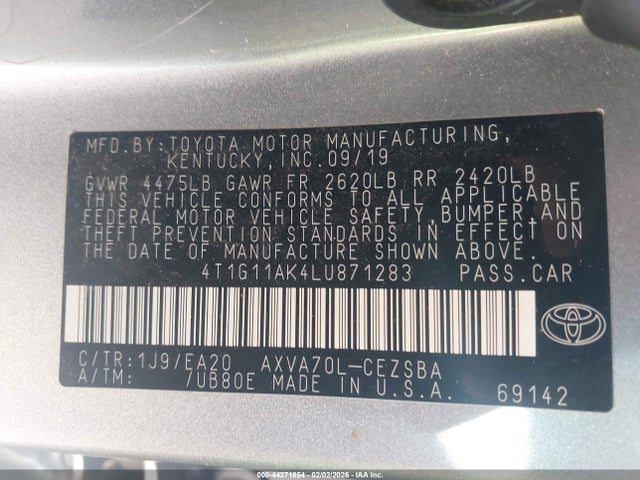 MFD.BY:TOYOTA MOTOR MANUFACTURING,
KENTUCKY,INC.09/19
GVWR 4475LB GAWR FR 2620LB RR 2420LB
THIS VEHICLE CONFORMS TO ALL APPLICABLE
FEDERAL MOTOR VEHICLE SAFETY,BUMPER,AND
THEFT PREVENTION STANDARDS IN EFFECT ON
THE DATE OF MANUFACTURE SHOWN ABOVE.
4T1G11AK4LU871283 PASS.CAR
C/TR:1J9/EA20 AXVA70L-CEZSBA
A/TM: /UB80E MADE IN U.S.A. 69142
000-44271854 - 02/02/2026 - IAA Inc.